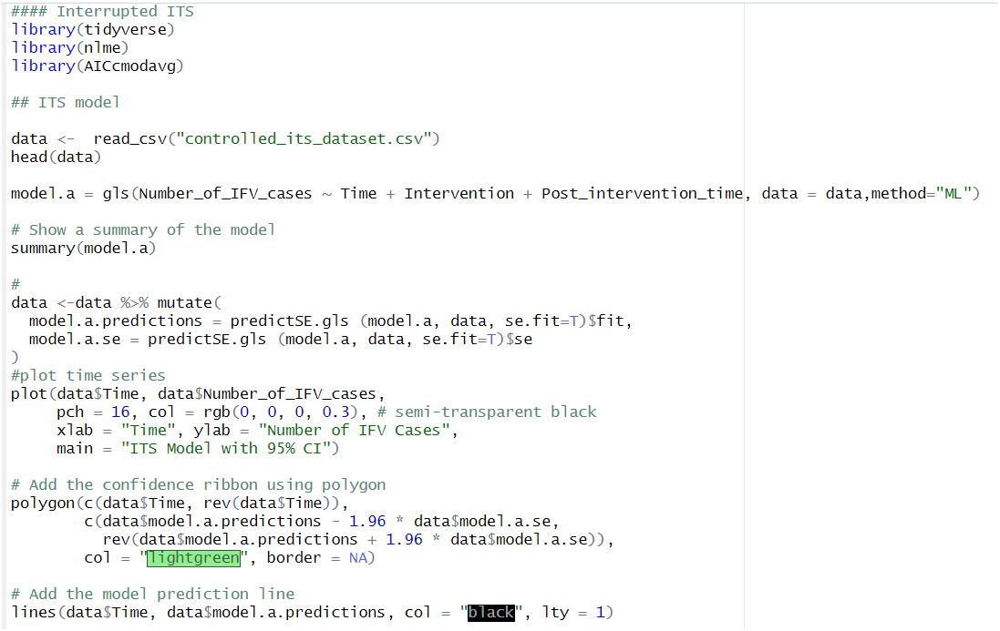 #### Interrupted ITS
library(tidyverse)
library(nlme)
library(AICcmodavg)
## ITS model
data <-  read_csv("controlled_its_dataset.csv")
head(data)
model.a = gls(Number_of_IFV_cases ~ Time + Intervention + Post_intervention_time, data = data,method="ML")
# Show a summary of the model
summary(model.a)
#
data <-data %>% mutate(
  model.a.predictions = predictSE.gls (model.a, data, se.fit=T)$fit,
  model.a.se = predictSE.gls (model.a, data, se.fit=T)$se
)
#plot time series
plot(data$Time, data$Number_of_IFV_cases,
     pch = 16, col = rgb(0, 0, 0, 0.3), # semi-transparent black
     xlab = "Time", ylab = "Number of IFV Cases",
     main = "ITS Model with 95% CI")
# Add the confidence ribbon using polygon
polygon(c(data$Time, rev(data$Time)),
        c(data$model.a.predictions - 1.96 * data$model.a.se,
          rev(data$model.a.predictions + 1.96 * data$model.a.se)),
        col = "lightgreen", border = NA)
# Add the model prediction line
lines(data$Time, data$model.a.predictions, col = "black", lty = 1)